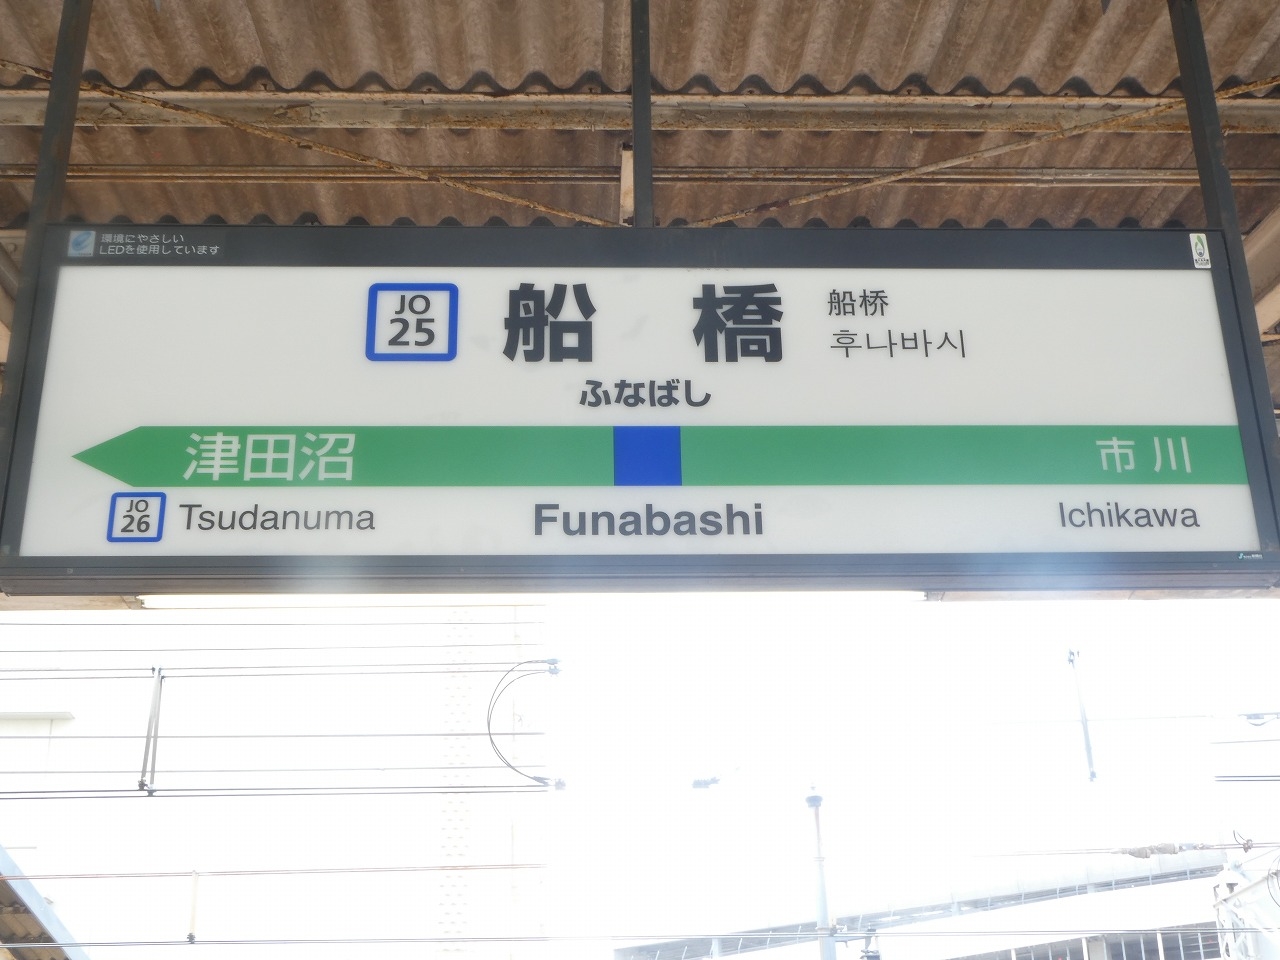 環境にやさしい
LEDを使用しています
JO
25
船橋
船桥
후나바시
ふなばし
津田沼
市川
JO
26
Tsudanuma
Funabashi
Ichikawa